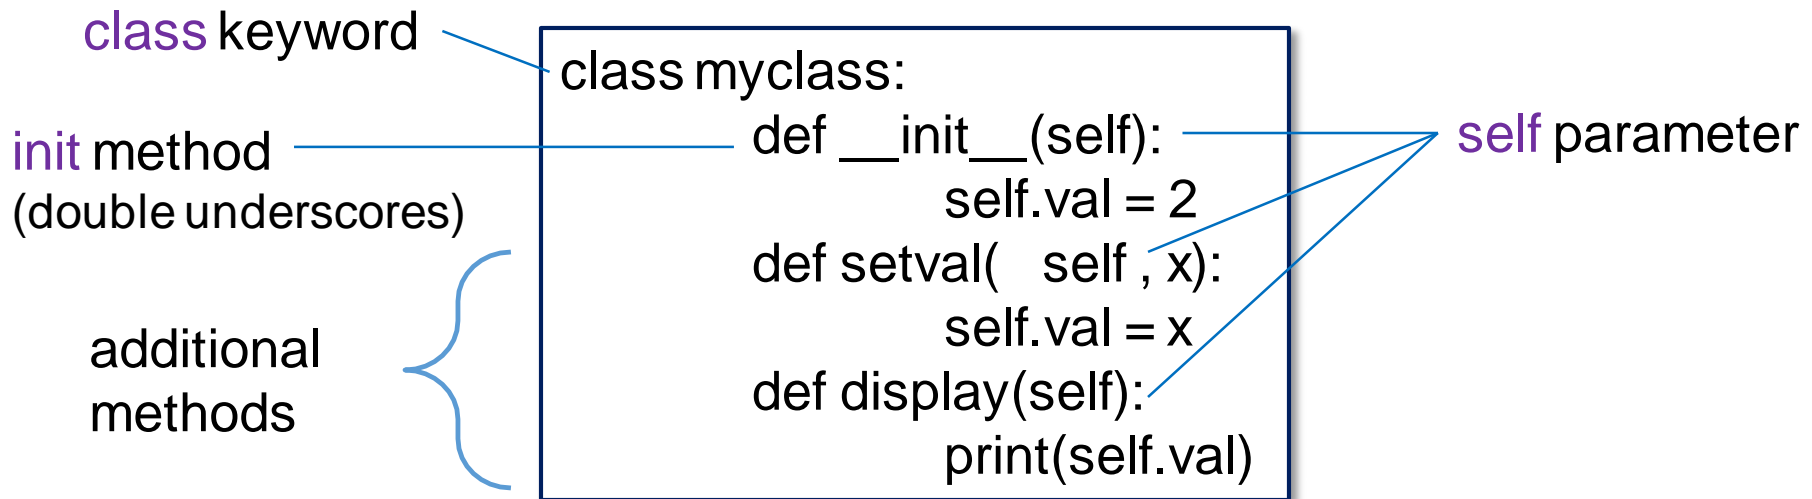 class keyword
init method
(double underscores)
additional
methods
class myclass:
def __init__(self):
self.val = 2
def setval( self , x):
self.val = x
def display(self):
print(self.val)
self parameter